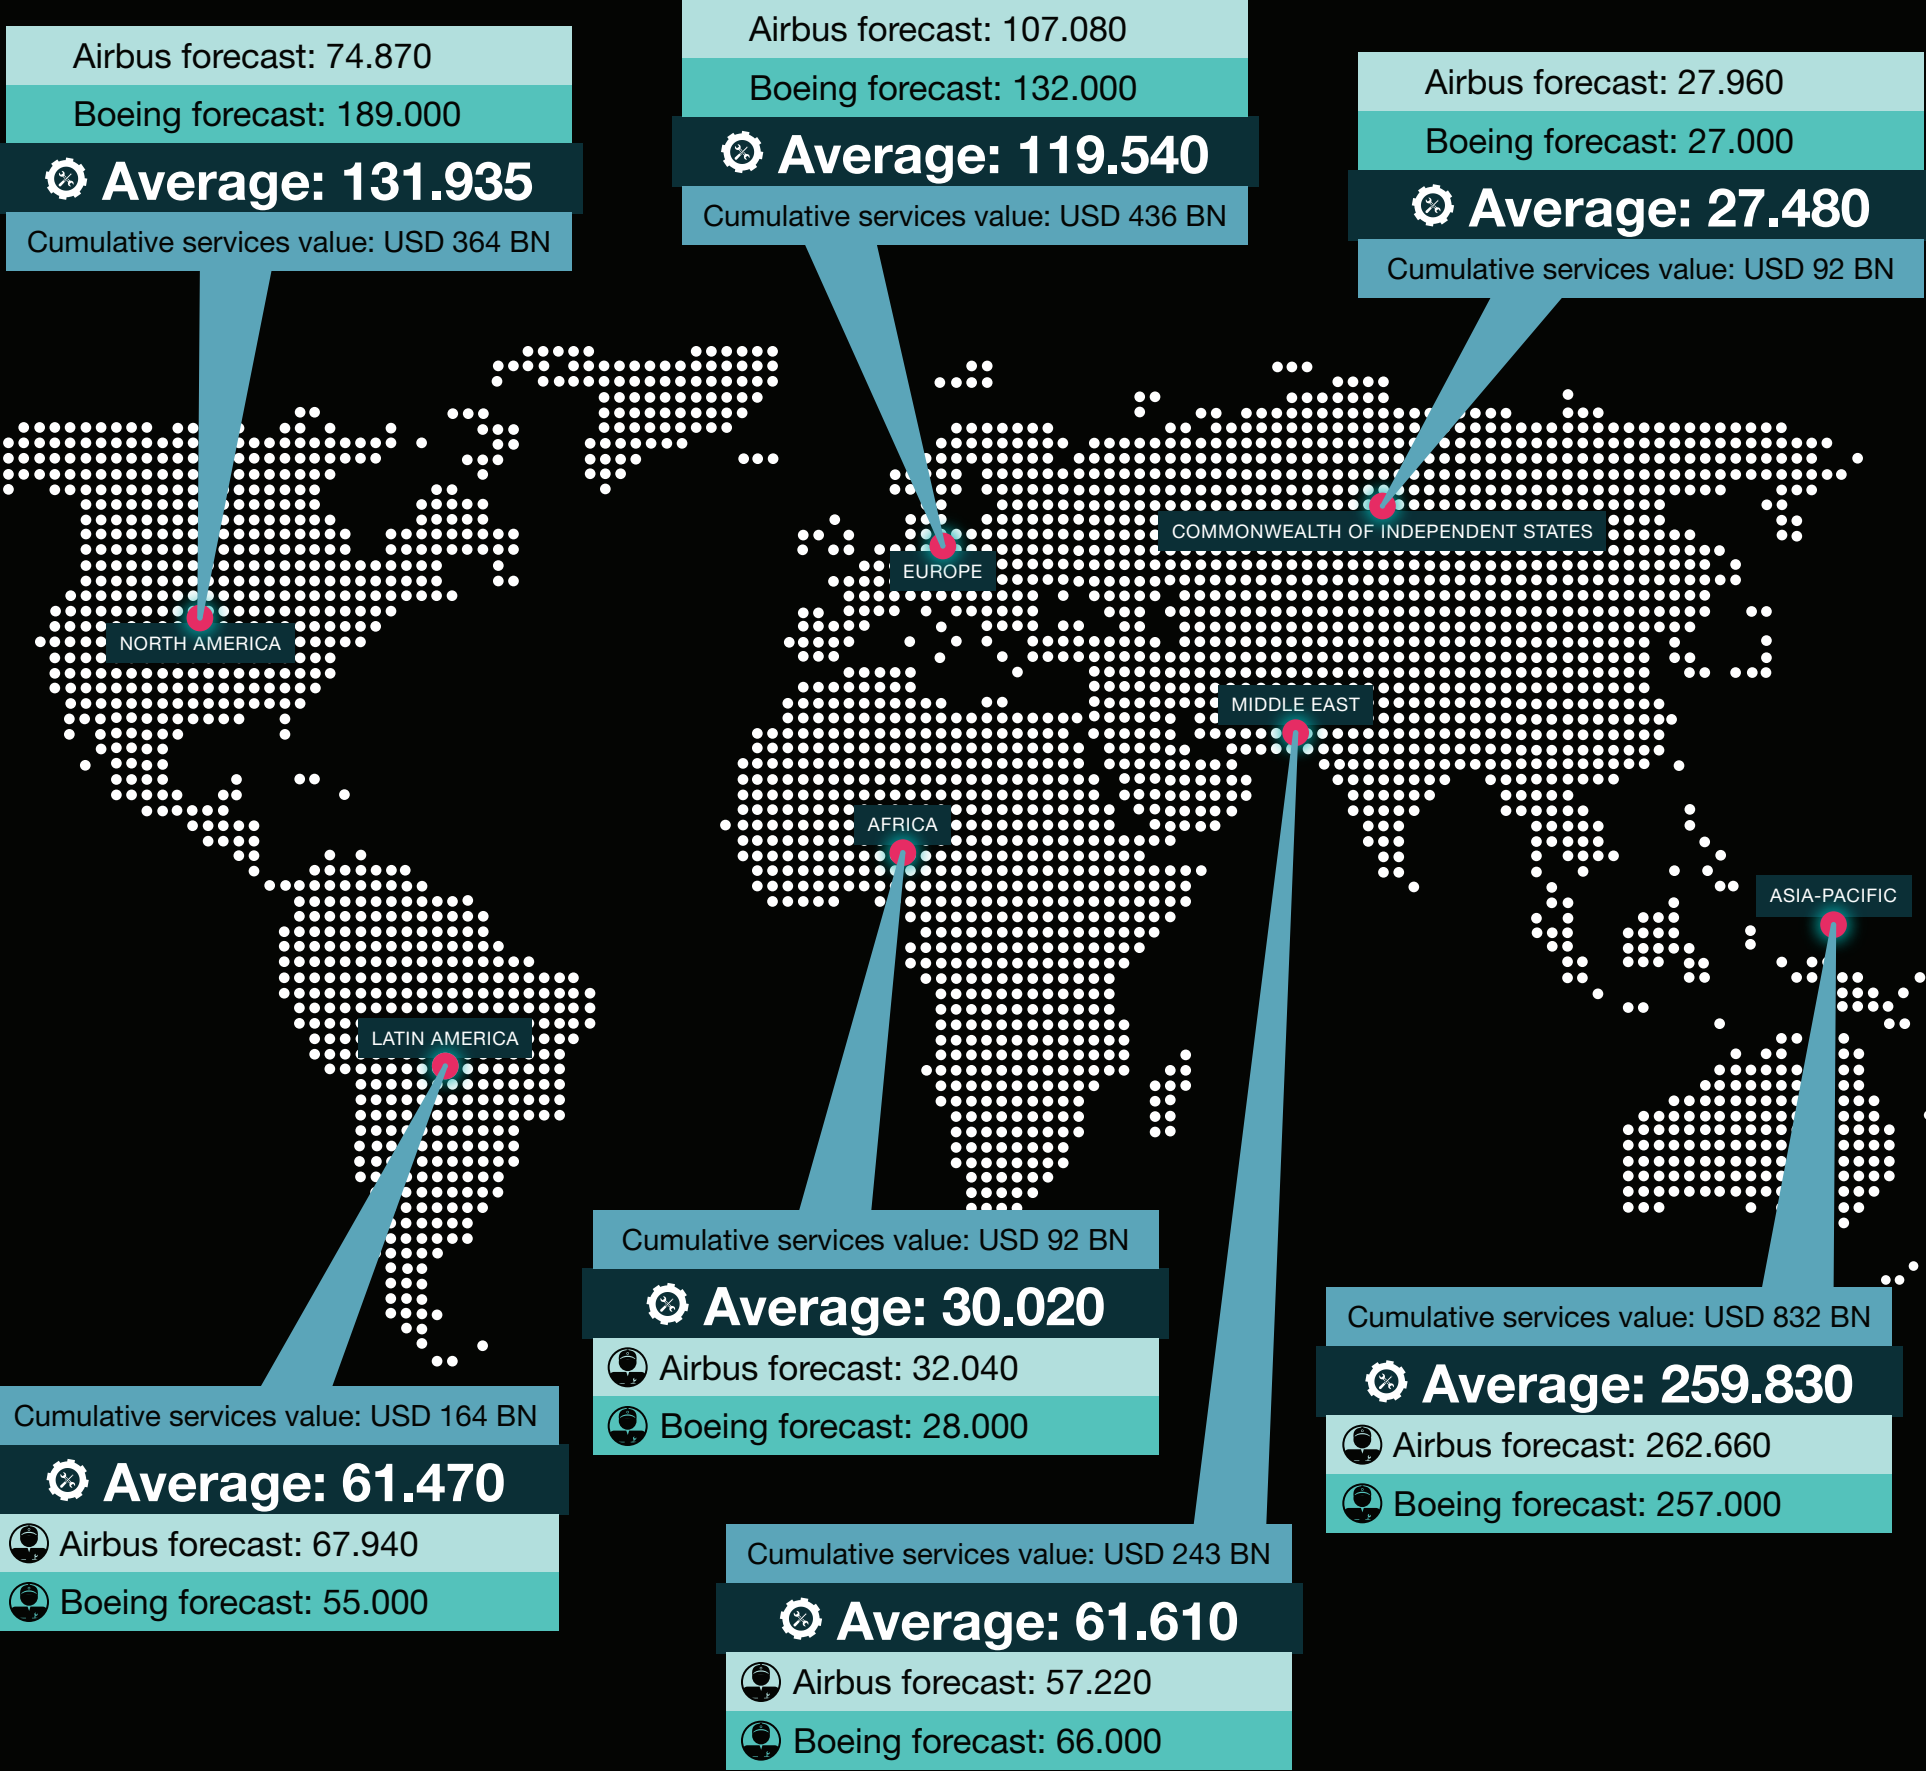 Airbus forecast: 74.870
Boeing forecast: 189.000
Average: 131.935
Cumulative services value: USD 364 BN
Airbus forecast: 107.080
Boeing forecast: 132.000
Average: 119.540
Cumulative services value: USD 436 BN
Airbus forecast: 27.960
Boeing forecast: 27.000
Average: 27.480
Cumulative services value: USD 92 BN
COMMONWEALTH OF INDEPENDENT STATES
EUROPE
NORTH AMERICA
MIDDLE EAST
AFRICA
ASIA-PACIFIC
LATIN AMERICA
Cumulative services value: USD 92 BN
Average: 30.020
Airbus forecast: 32.040
Boeing forecast: 28.000
Cumulative services value: USD 832 BN
Average: 259.830
Airbus forecast: 262.660
Boeing forecast: 257.000
Cumulative services value: USD 164 BN
Average: 61.470
Airbus forecast: 67.940
Boeing forecast: 55.000
Cumulative services value: USD 243 BN
Average: 61.610
Airbus forecast: 57.220
Boeing forecast: 66.000